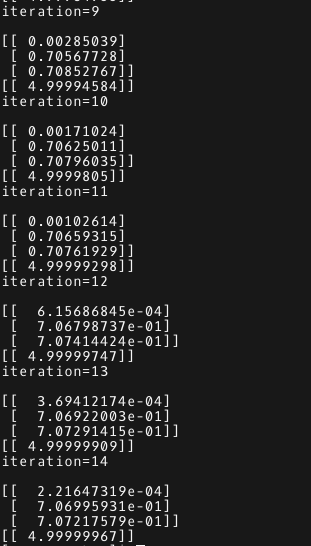 iteration=9
[[ 0.00285039]
[ 0.70567728]
[ 0.70852767]]
[[ 4.99994584]]
iteration=10
[[ 0.00171024]
[ 0.70625011]
[ 0.70796035]]
[[ 4.9999805]]
iteration=11
[[ 0.00102614]
[ 0.70659315]
[ 0.70761929]]
[[ 4.99999298]]
iteration=12
[[ 6.15686845e-04]
[ 7.06798737e-01]
[ 7.07414424e-01]]
[[ 4.99999747]]
iteration=13
[[ 3.69412174e-04]
[ 7.06922003e-01]
[ 7.07291415e-01]]
[[ 4.99999909]]
iteration=14
[[ 2.21647319e-04]
[ 7.06995931e-01]
[ 7.07217579e-01]]
[[ 4.99999967]]